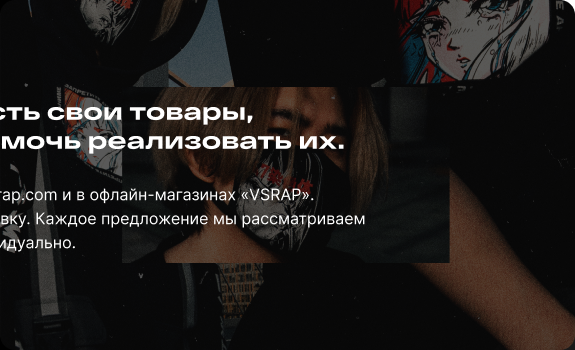 сть свои товары,
мочь реализовать их.
rap.com и в офлайн-магазинах «VSRAP».
вку. Каждое предложение мы рассматриваем
идуально.